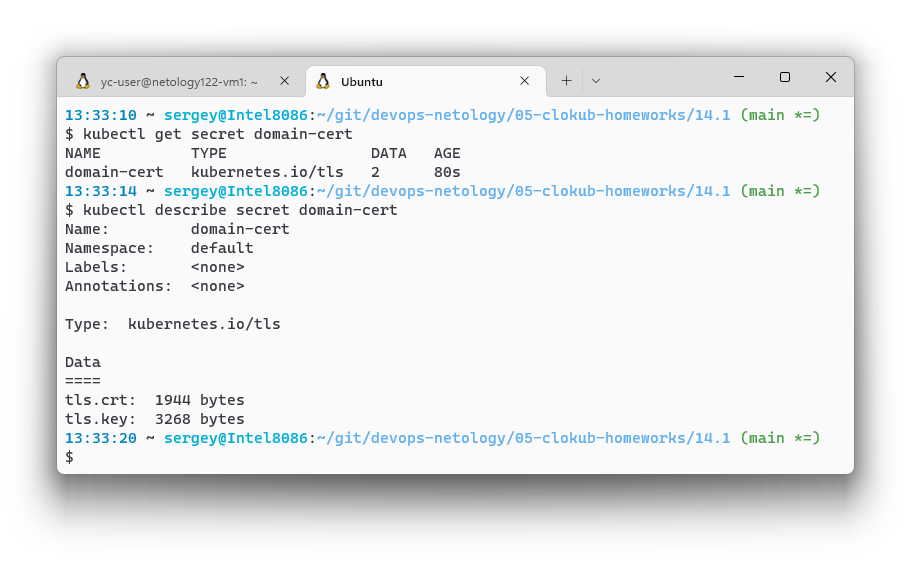 yc-user@netology122-vm1: ~
Ubuntu
13:33:10 ~ sergey@Intel8086:~/git/devops-netology/05-clokub-homeworks/14.1 (main *=)
$ kubectl get secret domain-cert
NAME          TYPE                DATA   AGE
domain-cert   kubernetes.io/tls   2      80s
13:33:14 ~ sergey@Intel8086:~/git/devops-netology/05-clokub-homeworks/14.1 (main *=)
$ kubectl describe secret domain-cert
Name:         domain-cert
Namespace:    default
Labels:       <none>
Annotations:  <none>
Type:  kubernetes.io/tls
Data
====
tls.crt:  1944 bytes
tls.key:  3268 bytes
13:33:20 ~ sergey@Intel8086:~/git/devops-netology/05-clokub-homeworks/14.1 (main *=)
$